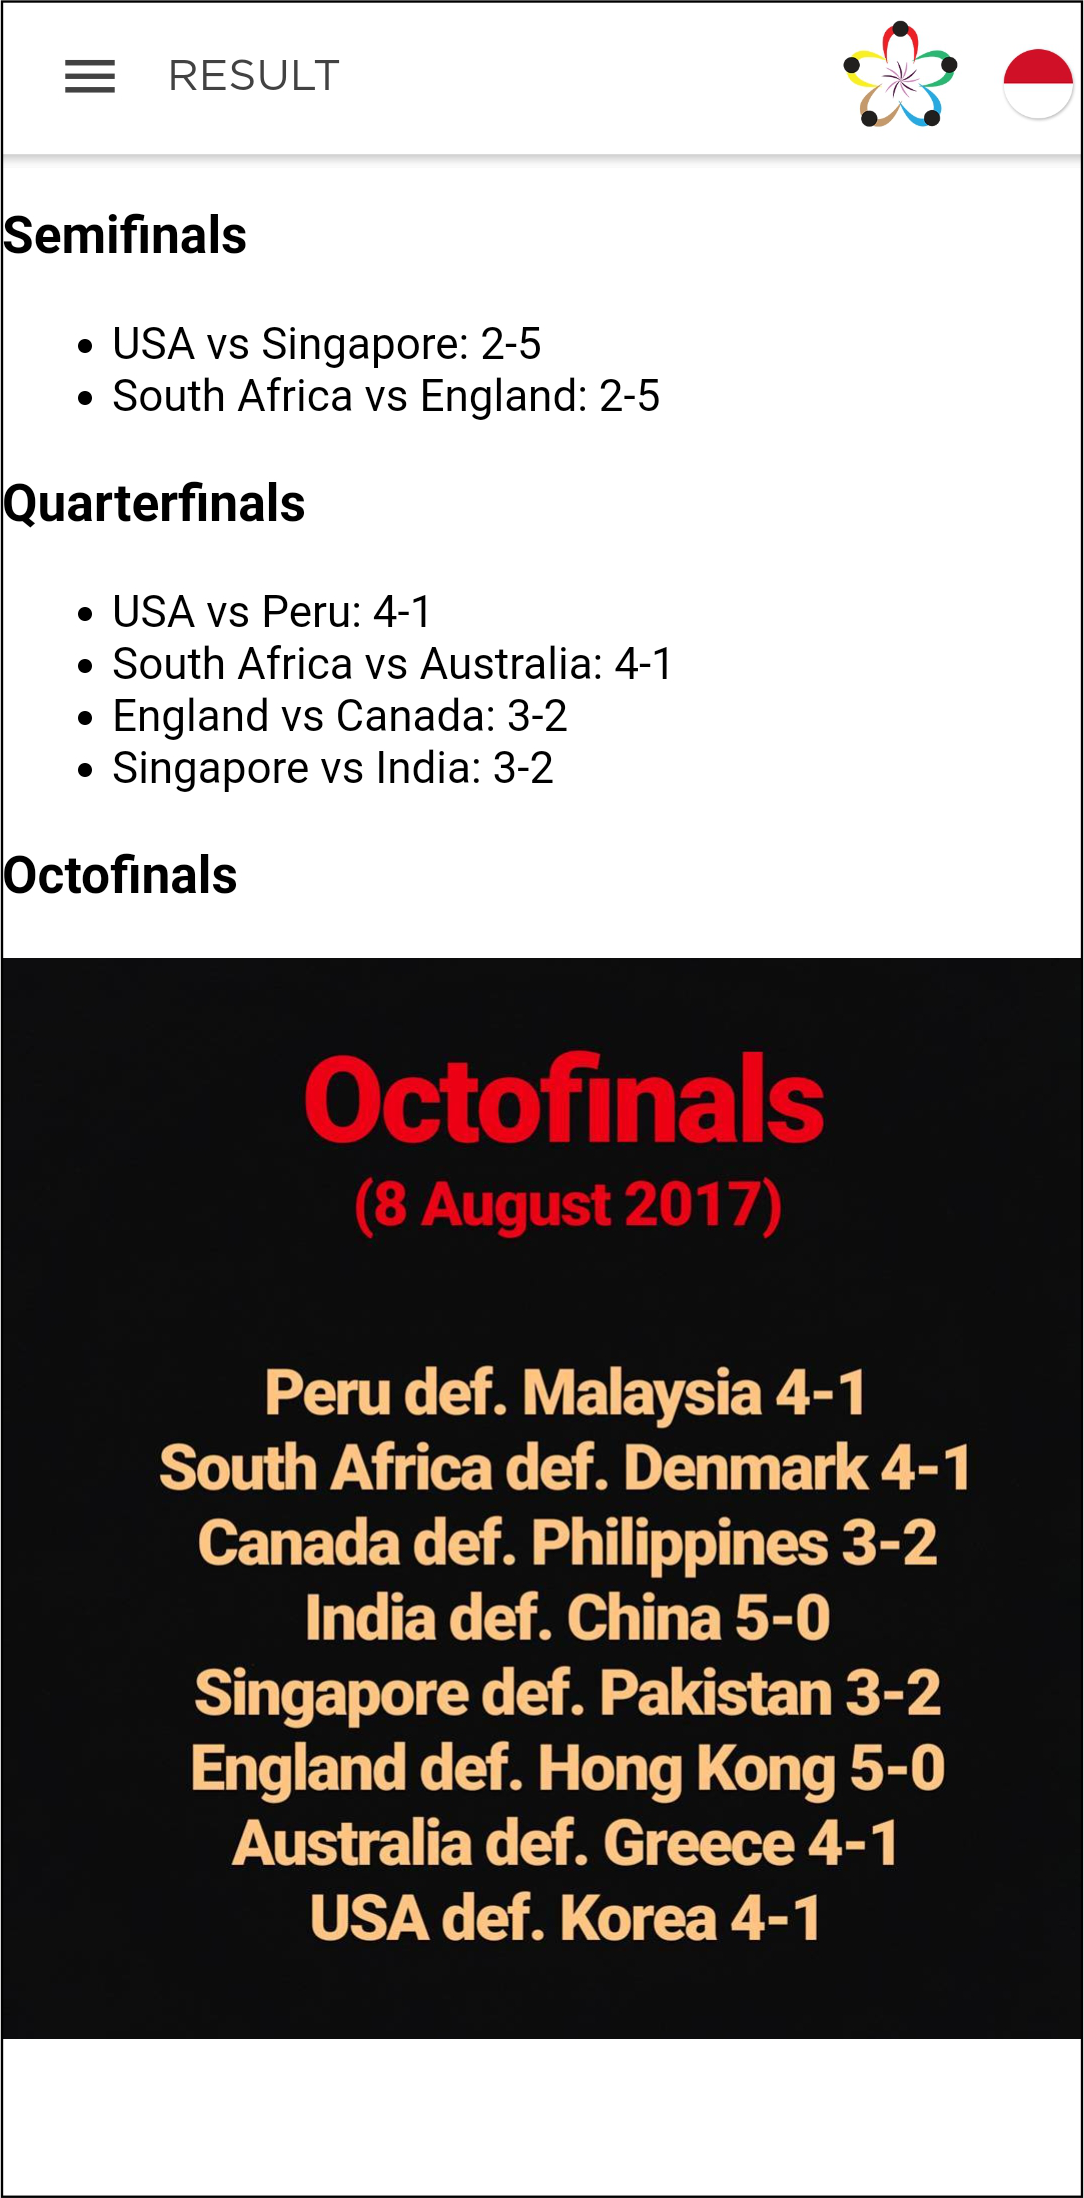 RESULT
Semifinals
• USA vs Singapore: 2-5
• South Africa vs England: 2-5
Quarterfinals
• USA vs Peru: 4-1
• South Africa vs Australia: 4-1
• England vs Canada: 3-2
• Singapore vs India: 3-2
Octofinals
Octofinals
(8 August 2017)
Peru def. Malaysia 4-1
South Africa def. Denmark 4-1
Canada def. Philippines 3-2
India def. China 5-0
Singapore def. Pakistan 3-2
England def. Hong Kong 5-0
Australia def. Greece 4-1
USA def. Korea 4-1